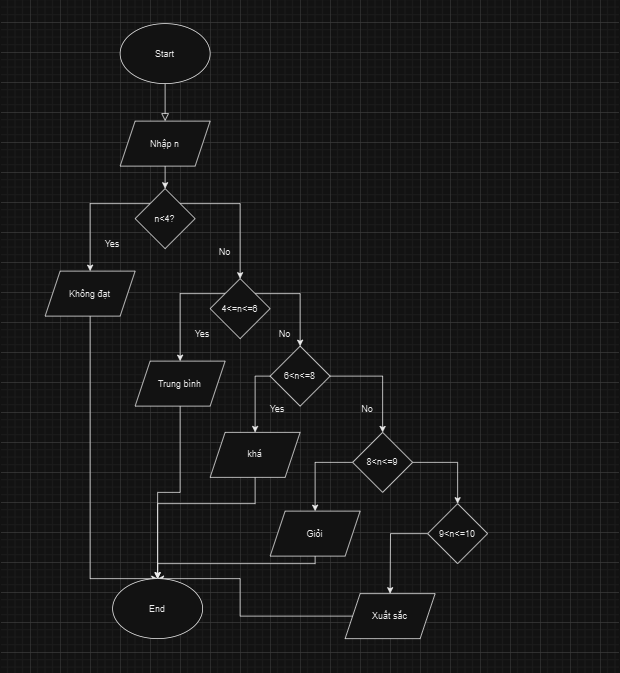 Start
Nhập n
n<4?
Yes
No
Không đạt
4<=n<=6
Yes
No
Trung bình
6<n<=8
Yes
No
khá
8<n<=9
Giỏi
9<n<=10
Xuất sắc
End